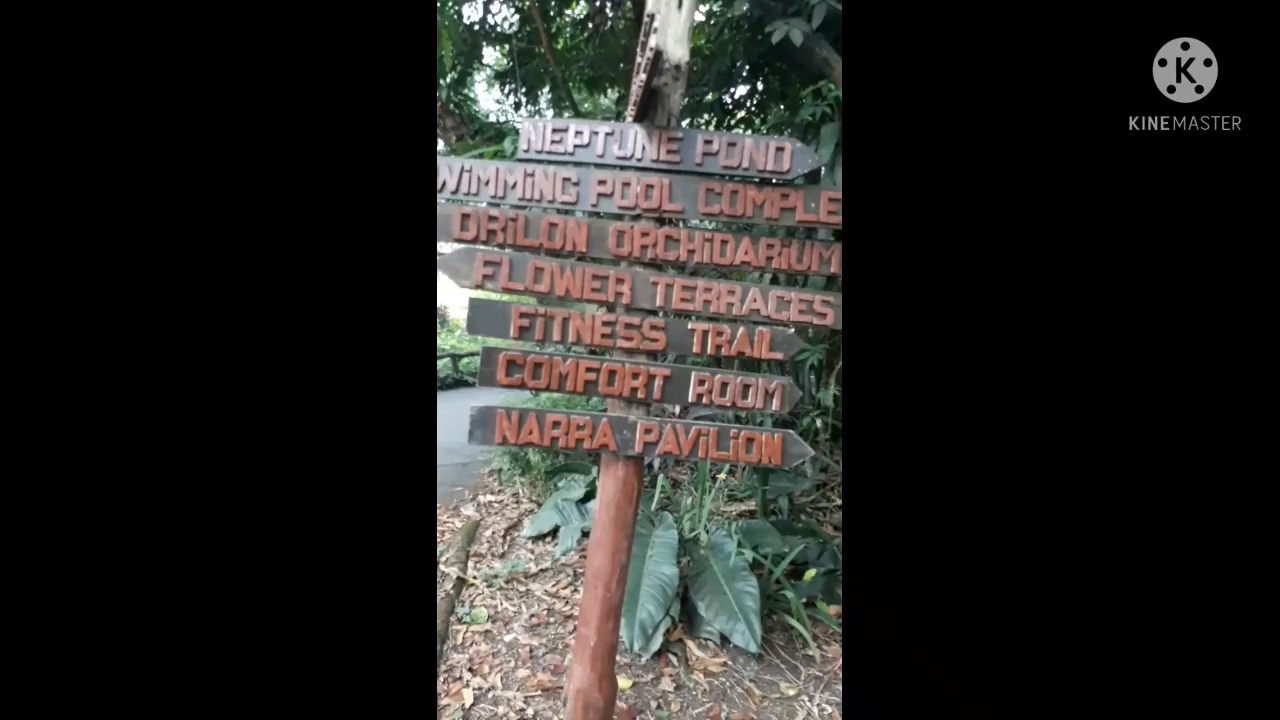 NEPTUNE POND
WiMMiNG POOL COMPLE
DRiLON ORCHiDARiUM
FLOWER TERRACES
FiTNESS TRAIL
COMFORT ROOM
NARRA PAViLiON
K
KINEMASTER